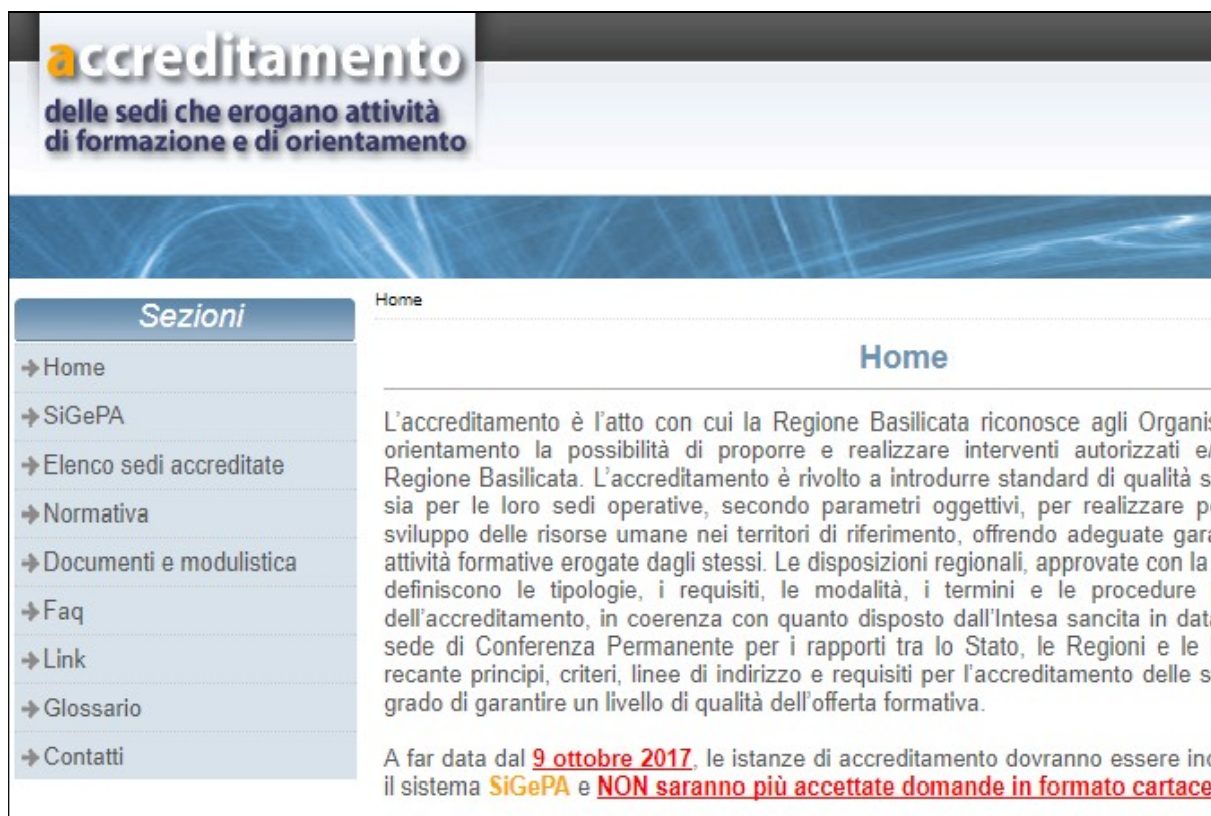 accreditamento
delle sedi che erogano attività
di formazione e di orientamento
Sezioni
Home
SiGePA
Elenco sedi accreditate
Normativa
Documenti e modulistica
Faq
Link
Glossario
Contatti
Home
Home
L'accreditamento è l'atto con cui la Regione Basilicata riconosce agli Organis
orientamento la possibilità di proporre e realizzare interventi autorizzati e/
Regione Basilicata. L'accreditamento è rivolto a introdurre standard di qualità s
sia per le loro sedi operative, secondo parametri oggettivi, per realizzare p
sviluppo delle risorse umane nei territori di riferimento, offrendo adeguate gara
attività formative erogate dagli stessi. Le disposizioni regionali, approvate con la
definiscono le tipologie, i requisiti, le modalità, i termini e le procedure
dell'accreditamento, in coerenza con quanto disposto dall'Intesa sancita in data
sede di Conferenza Permanente per i rapporti tra lo Stato, le Regioni e le
recante principi, criteri, linee di indirizzo e requisiti per l'accreditamento delle s
grado di garantire un livello di qualità dell'offerta formativa.
A far data dal 9 ottobre 2017, le istanze di accreditamento dovranno essere ino
il sistema SiGePA e NON saranno più accettate domande in formato cartace